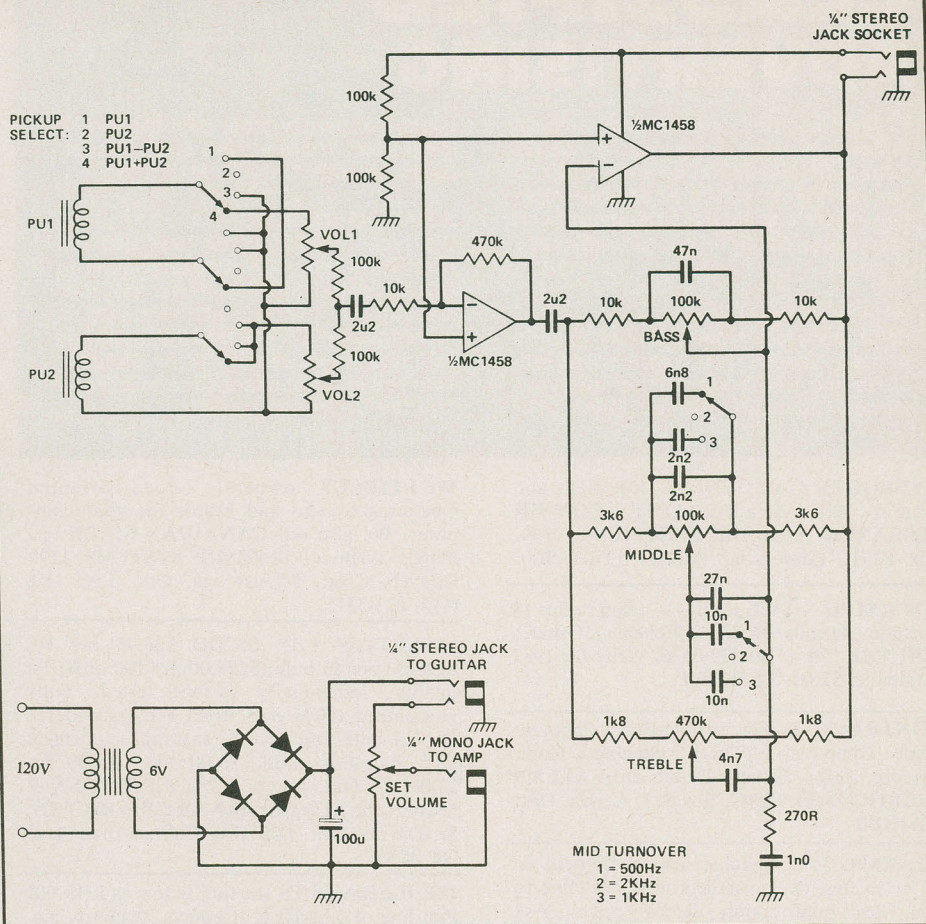 ¼" STEREO
JACK SOCKET
100k
½MC1458
+
−
PICKUP 1 PU1
SELECT: 2 PU2
3 PU1−PU2
4 PU1+PU2
1
2
3
4
100k
PU1
VOL1
470k
47n
100k
10k
2u2
10k
100k
10k
−
+
2u2
BASS
½MC1458
100k
PU2
VOL2
6n8
1
2
3
2n2
2n2
3k6
100k
3k6
MIDDLE
27n
10n
1
2
3
10n
¼" STEREO JACK
TO GUITAR
1k8
470k
1k8
¼" MONO JACK
TO AMP
TREBLE
4n7
120V
6V
SET
VOLUME
+
100u
270R
1n0
MID TURNOVER
1 = 500Hz
2 = 2KHz
3 = 1KHz